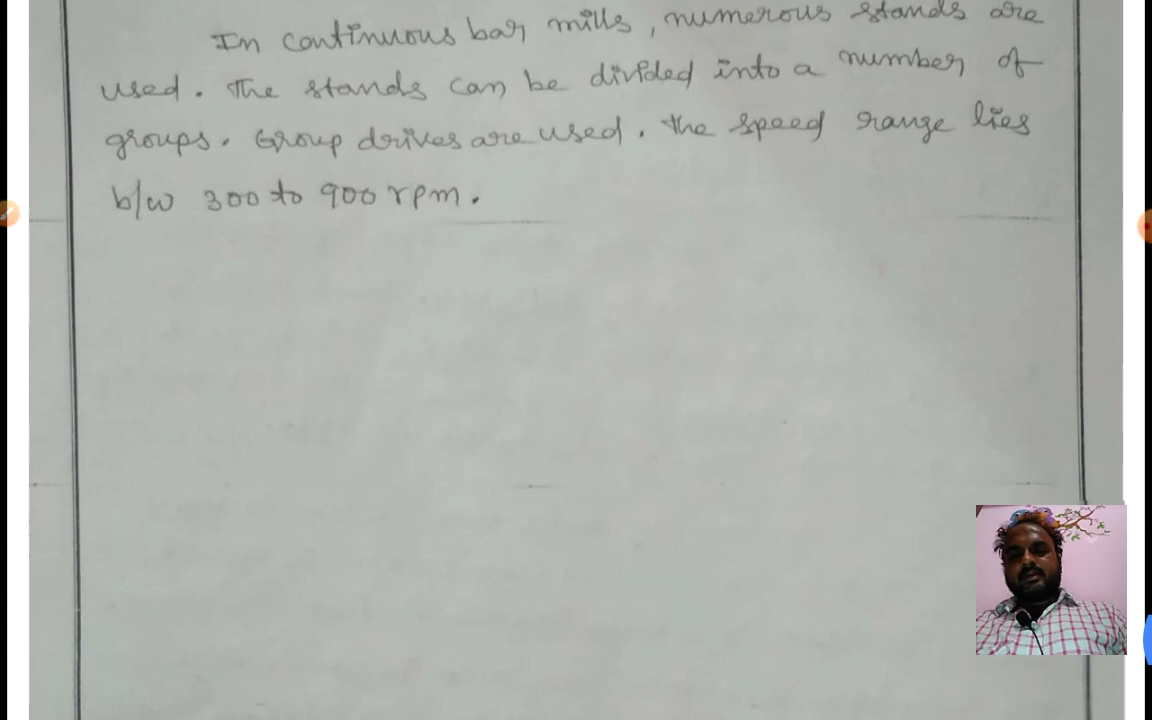 In continuous bar mills, numerous stands are
used. The stands can be divided into a number of
groups. Group drives are used. The speed range lies
b/w 300 to 900 rpm.